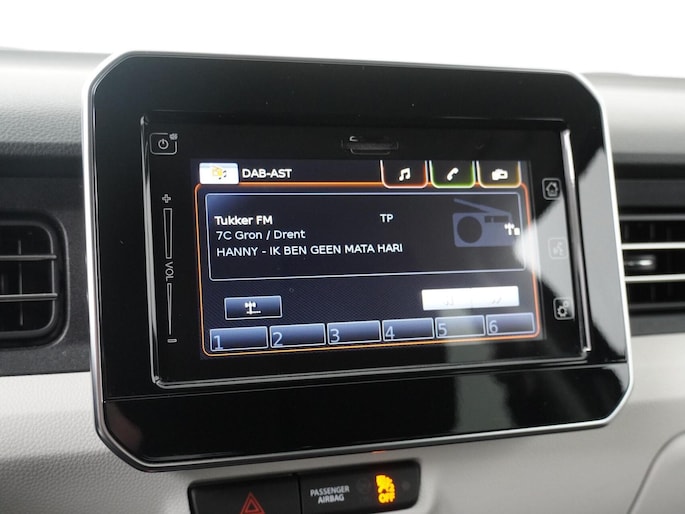 DAB-AST
Tukker FM TP
7C Gron / Drent
HANNY - IK BEN GEEN MATA HARI
VOL
1 2 3 4 5 6
PASSENGER
AIRBAG
OFF